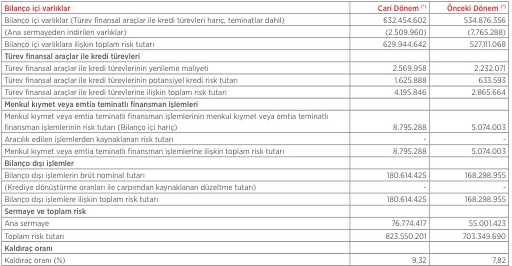 Bilanço içi varlıklar Cari Dönem (*) Önceki Dönem (*)
Bilanço içi varlıklar (Türev finansal araçlar ile kredi türevleri hariç, teminatlar dahil) 632.454.602 534.876.356
(Ana sermayeden indirilen varlıklar) (2.509.960) (7.765.288)
Bilanço içi varlıklara ilişkin toplam risk tutarı 629.944.642 527.111.068
Türev finansal araçlar ile kredi türevleri
Türev finansal araçlar ile kredi türevlerinin yenileme maliyeti 2.569.958 2.232.071
Türev finansal araçlar ile kredi türevlerinin potansiyel kredi risk tutarı 1.625.888 633.593
Türev finansal araçlar ile kredi türevlerine ilişkin toplam risk tutarı 4.195.846 2.865.664
Menkul kıymet veya emtia teminatlı finansman işlemleri
Menkul kıymet veya emtia teminatlı finansman işlemlerinin menkul kıymet veya emtia teminatlı
finansman işlemlerinin risk tutarı (Bilanço içi hariç) 8.795.288 5.074.003
Aracılık edilen işlemlerden kaynaklanan risk tutarı - -
Menkul kıymet veya emtia teminatlı finansman işlemlerine ilişkin toplam risk tutarı 8.795.288 5.074.003
Bilanço dışı işlemler
Bilanço dışı işlemlerin brüt nominal tutarı 180.614.425 168.298.955
(Krediye dönüştürme oranları ile çarpımdan kaynaklanan düzeltme tutarı) - -
Bilanço dışı işlemlere ilişkin toplam risk tutarı 180.614.425 168.298.955
Sermaye ve toplam risk
Ana sermaye 76.774.417 55.001.423
Toplam risk tutarı 823.550.201 703.349.690
Kaldıraç oranı
Kaldıraç oranı (%) 9,32 7,82